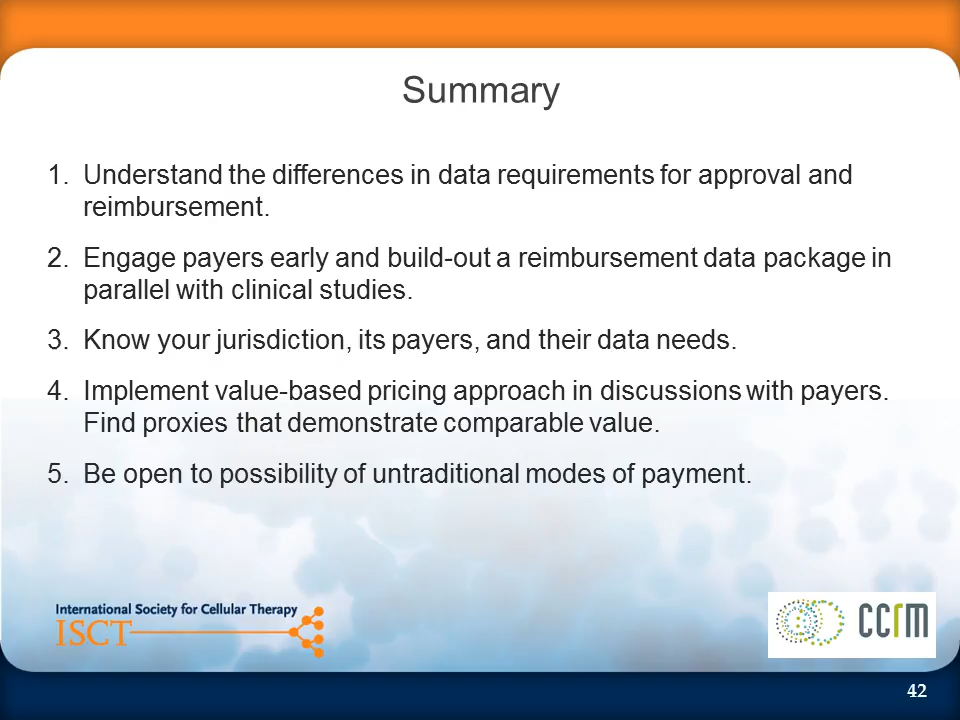 Summary
1. Understand the differences in data requirements for approval and
reimbursement.
2. Engage payers early and build-out a reimbursement data package in
parallel with clinical studies.
3. Know your jurisdiction, its payers, and their data needs.
4. Implement value-based pricing approach in discussions with payers.
Find proxies that demonstrate comparable value.
5. Be open to possibility of untraditional modes of payment.
International Society for Cellular Therapy
ISCT
ccrm
42